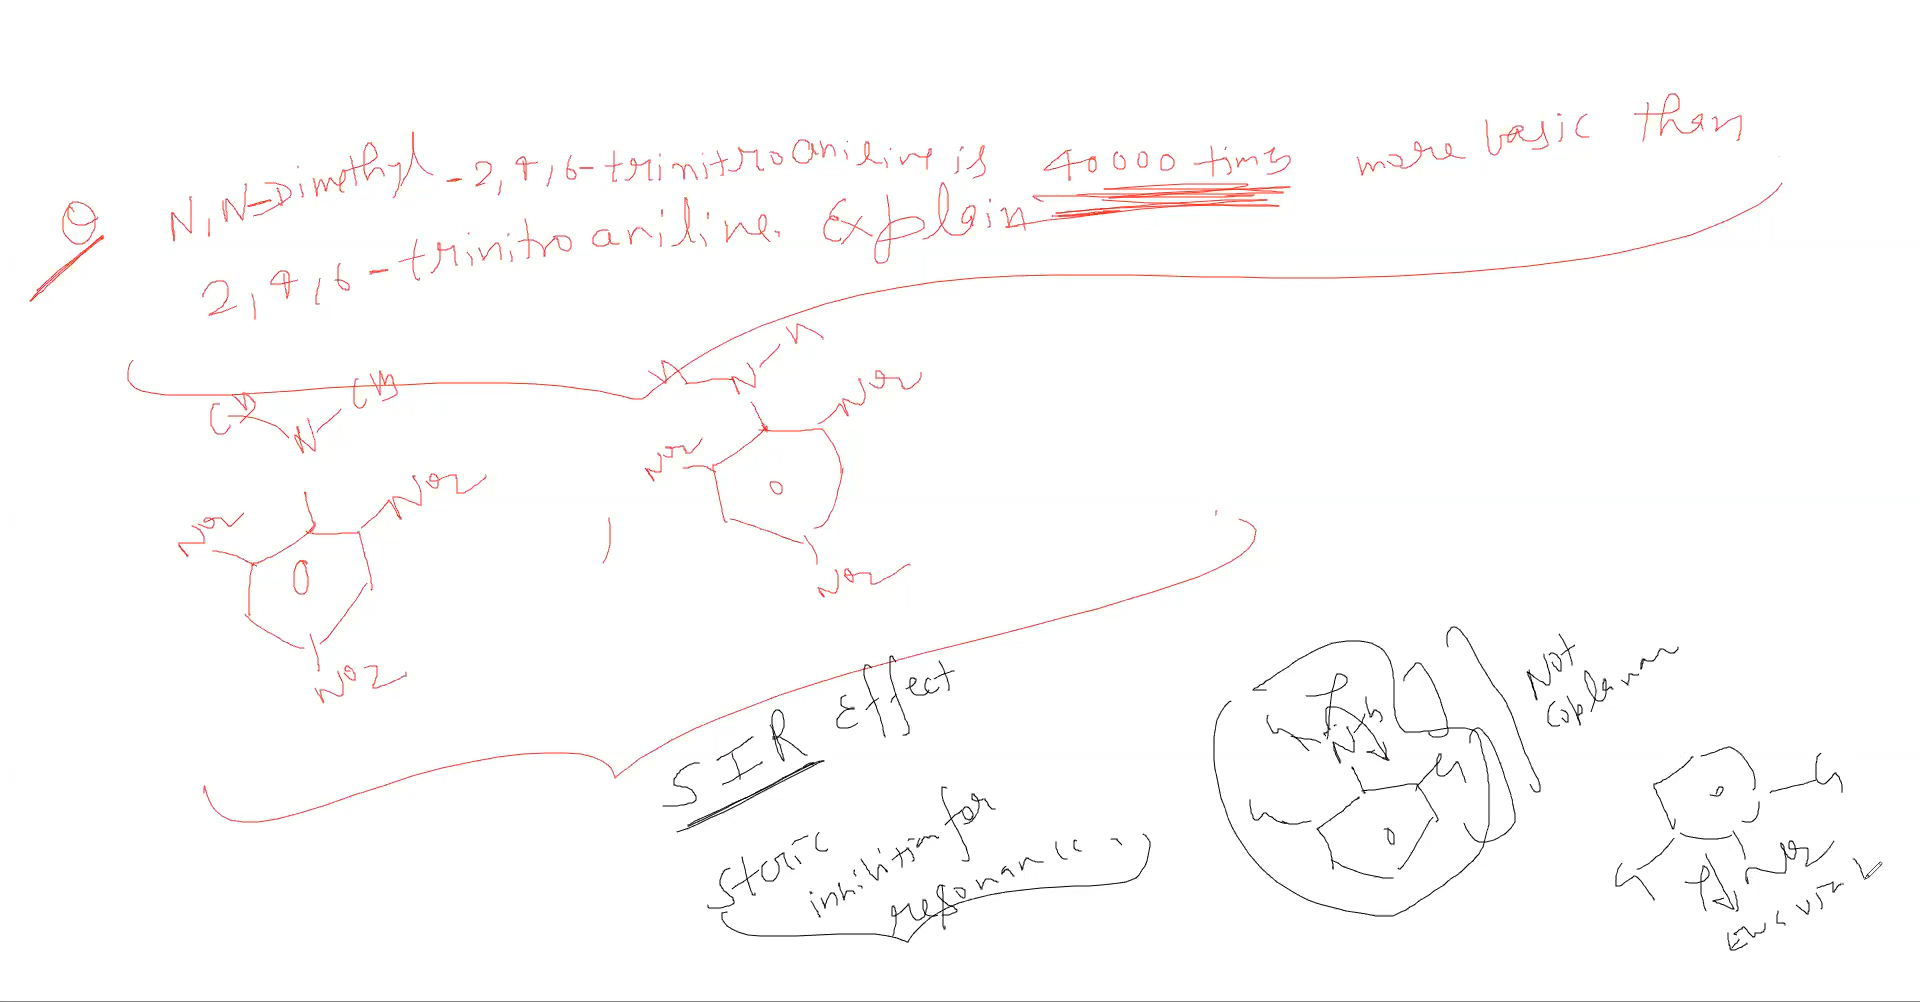 Q N,N-Dimethyl-2,4,6-trinitroaniline is 40000 times more basic than
2,4,6-trinitroaniline. Explain
CH3 N CH3
NO2 NO2
NO2
,
H N H
NO2 NO2
NO2
SIR Effect
Steric
inhibition for
resonance.
Not
Coplanar
G N G
G G
G
G NO2